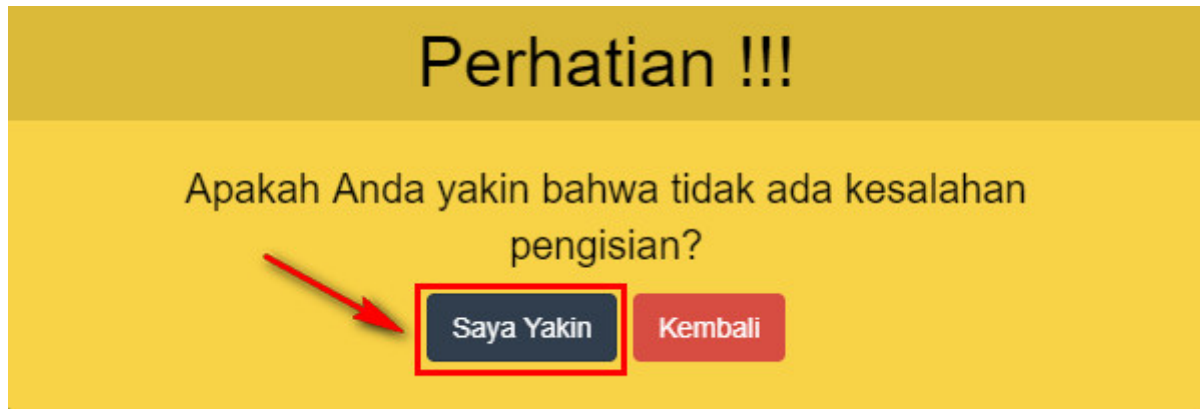 Perhatian !!!
Apakah Anda yakin bahwa tidak ada kesalahan
pengisian?
Saya Yakin Kembali